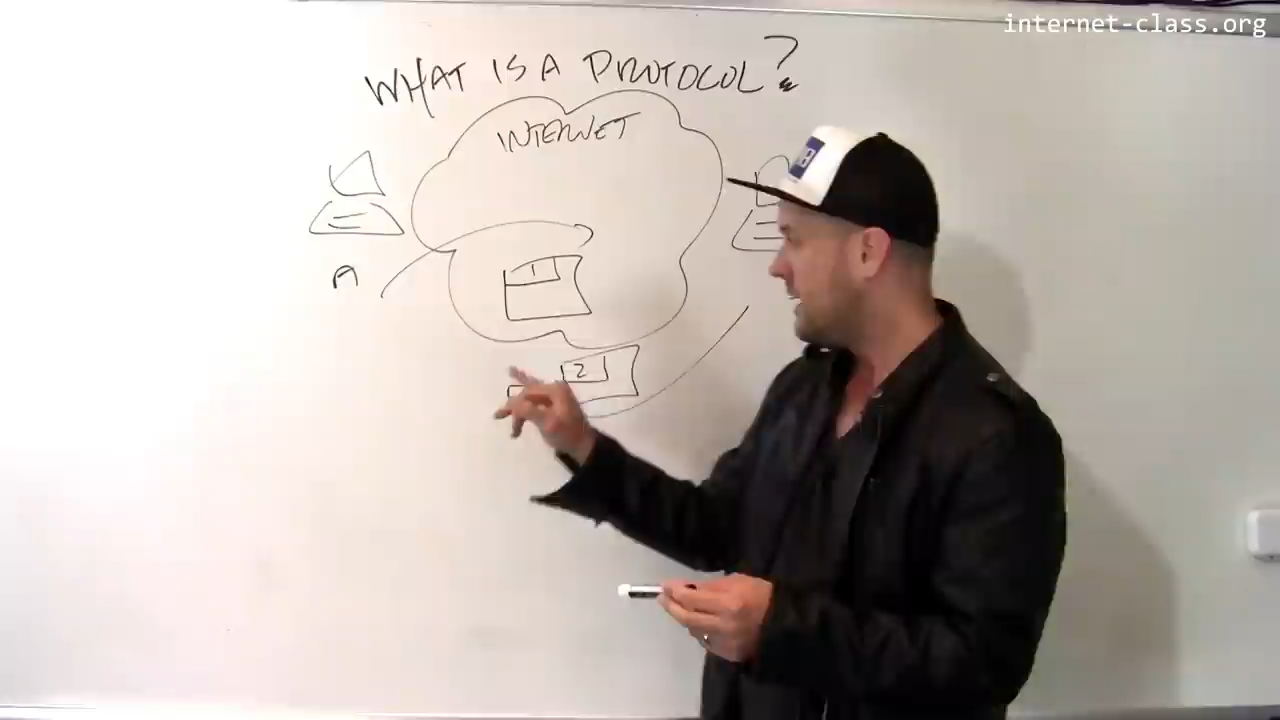 internet-class.org
WHAT IS A PROTOCOL?
INTERNET
A
1
2